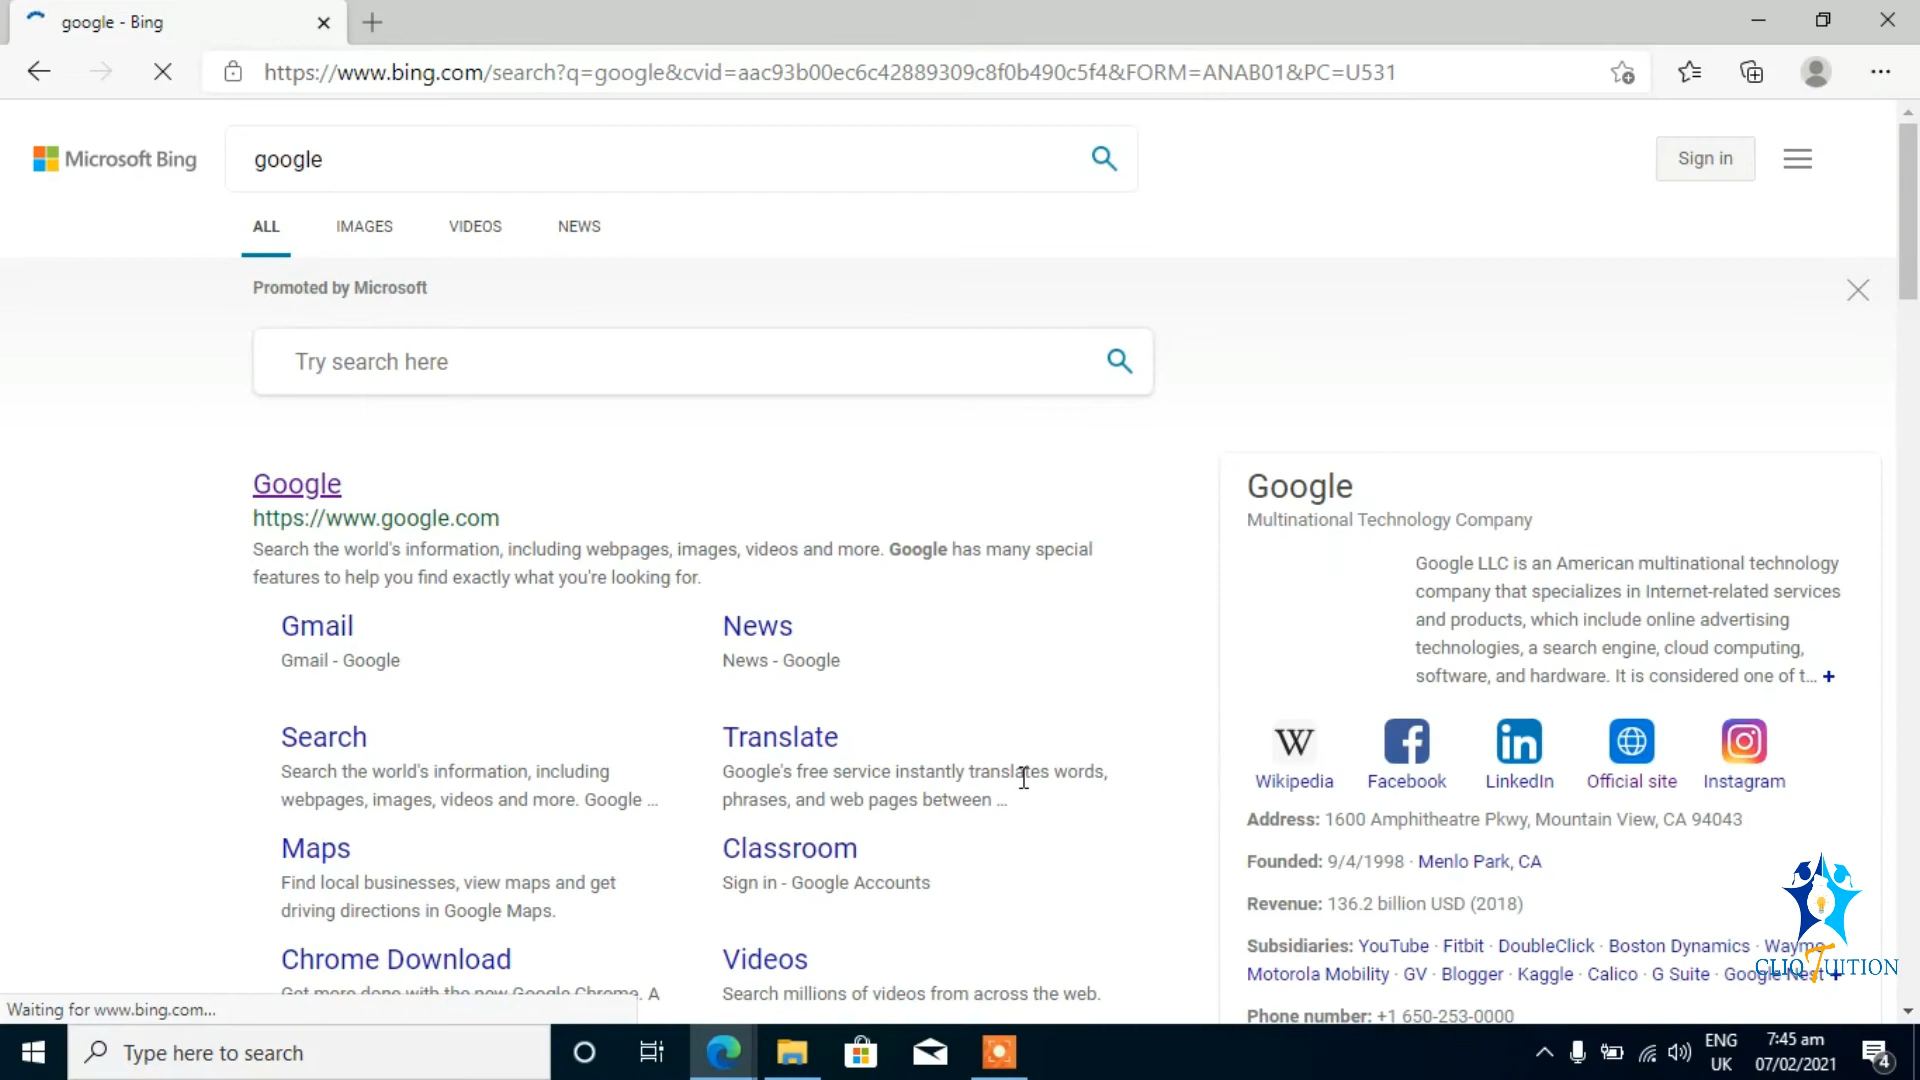 google - Bing
https://www.bing.com/search?q=google&cvid=aac93b00ec6c42889309c8f0b490c5f4&FORM=ANAB01&PC=U531
Microsoft Bing
google
Sign in
ALL IMAGES VIDEOS NEWS
Promoted by Microsoft
Try search here
Google
https://www.google.com
Search the world's information, including webpages, images, videos and more. Google has many special
features to help you find exactly what you're looking for.
Gmail
Gmail - Google
News
News - Google
Search
Search the world's information, including
webpages, images, videos and more. Google ...
Translate
Google's free service instantly translates words,
phrases, and web pages between ...
Maps
Find local businesses, view maps and get
driving directions in Google Maps.
Classroom
Sign in - Google Accounts
Chrome Download
Get more done with the new Google Chrome. A
Videos
Search millions of videos from across the web.
Google
Multinational Technology Company
Google LLC is an American multinational technology
company that specializes in Internet-related services
and products, which include online advertising
technologies, a search engine, cloud computing,
software, and hardware. It is considered one of t... +
W
Wikipedia Facebook LinkedIn Official site Instagram
Address: 1600 Amphitheatre Pkwy, Mountain View, CA 94043
Founded: 9/4/1998 · Menlo Park, CA
Revenue: 136.2 billion USD (2018)
Subsidiaries: YouTube · Fitbit · DoubleClick · Boston Dynamics · Waymo
Motorola Mobility · GV · Blogger · Kaggle · Calico · G Suite · Google Nest +
Phone number: +1 650-253-0000
CLIQTUITION
Waiting for www.bing.com...
Type here to search
ENG
UK
7:45 am
07/02/2021
4